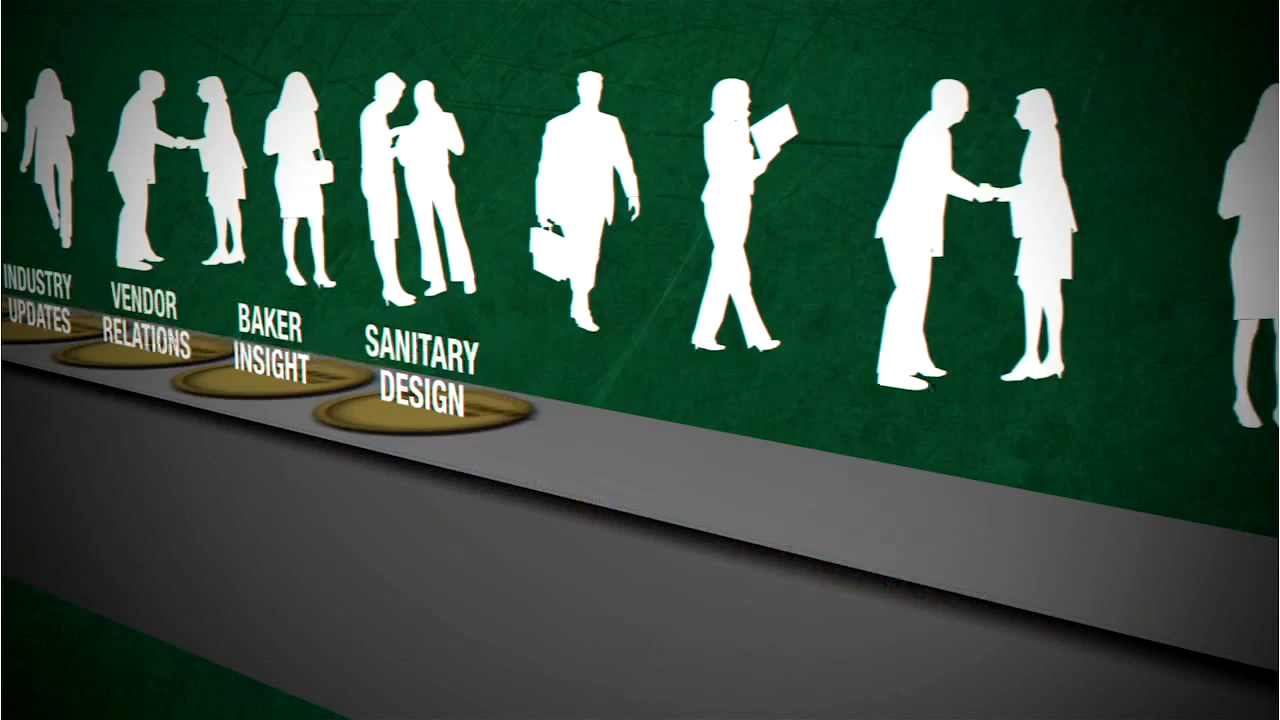 INDUSTRY
UPDATES
VENDOR
RELATIONS
BAKER
INSIGHT
SANITARY
DESIGN